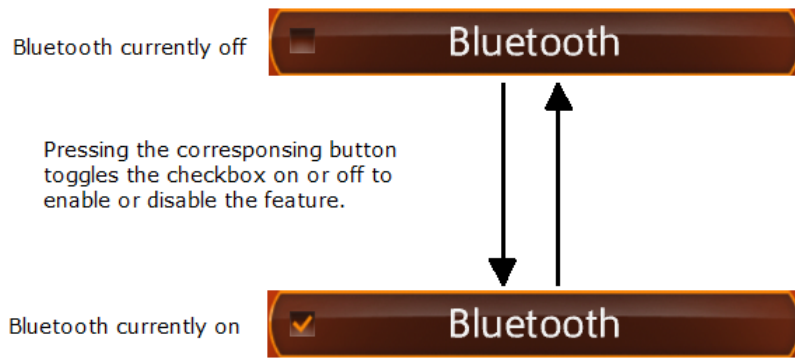 Bluetooth currently off
Bluetooth
Pressing the corresponsing button
toggles the checkbox on or off to
enable or disable the feature.
Bluetooth currently on
Bluetooth